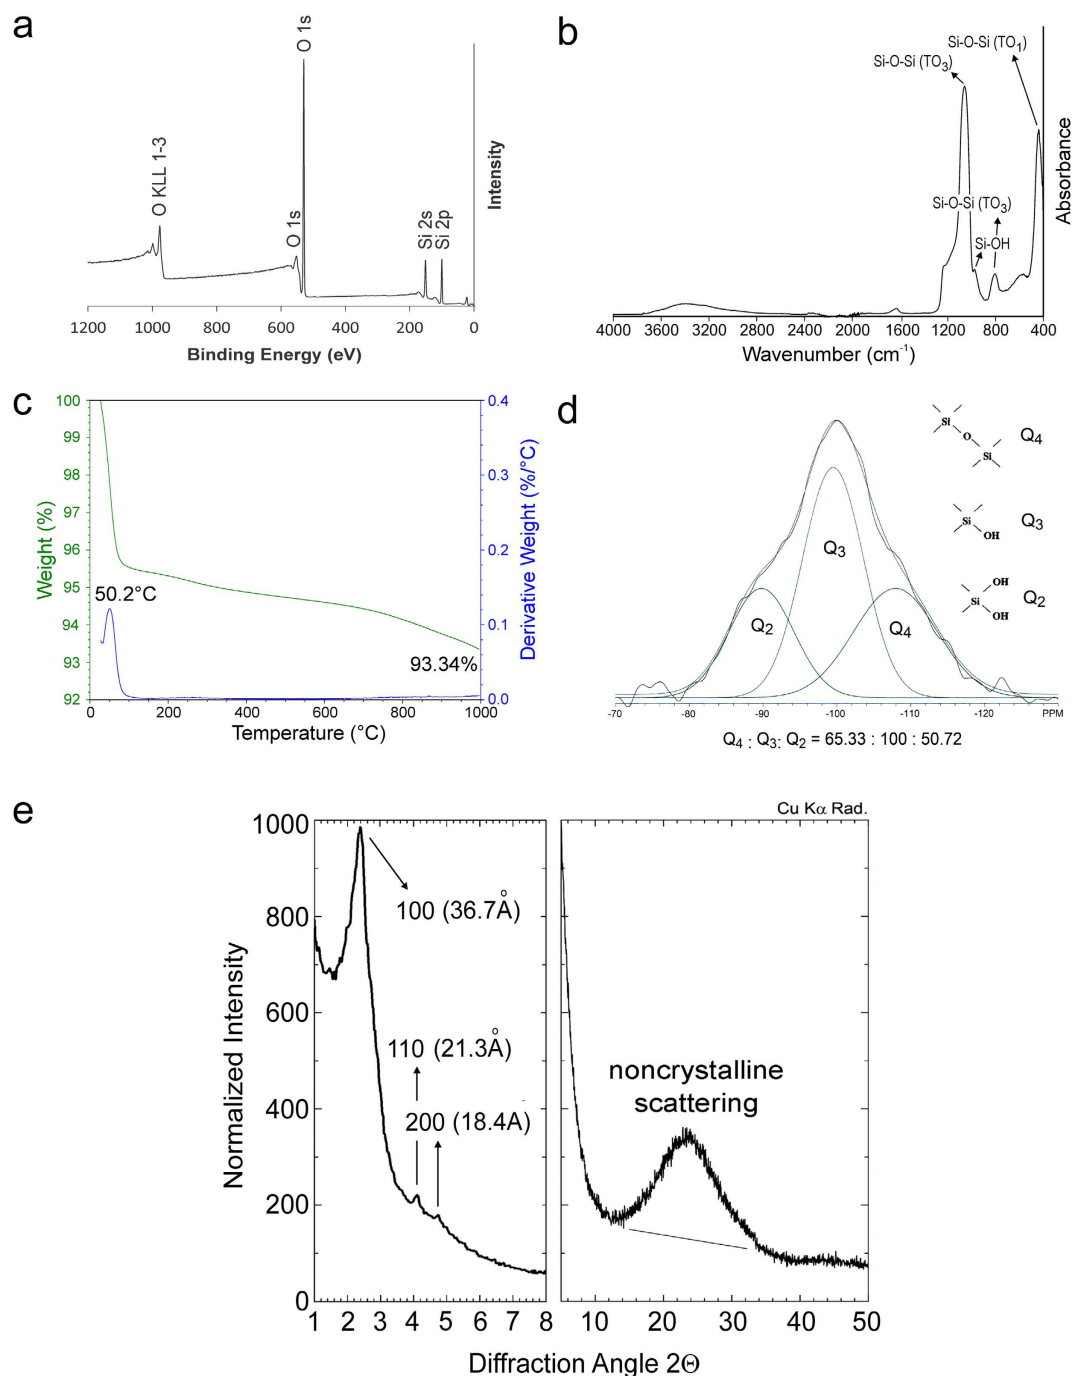 a
O KLL 1-3
O 1s
O 1s
Si 2s
Si 2p
Intensity
1200 1000 800 600 400 200 0
Binding Energy (eV)
b
Si-O-Si (TO1)
Si-O-Si (TO3)
Si-O-Si (TO3)
Si-OH
Absorbance
4000 3600 3200 2800 2400 2000 1600 1200 800 400
Wavenumber (cm-1)
c
100
99
98
97
96
95
94
93
92
Weight (%)
50.2°C
93.34%
0.4
0.3
0.2
0.1
0.0
Derivative Weight (%/°C)
0 200 400 600 800 1000
Temperature (°C)
d
Si
O
Si
Q4
Si
OH
Q3
OH
Si
OH
Q2
Q3
Q2
Q4
-70 -80 -90 -100 -110 -120 PPM
Q4 : Q3: Q2 = 65.33 : 100 : 50.72
e
Cu Kα Rad.
1000
800
600
400
200
0
Normalized Intensity
100 (36.7Å)
110 (21.3Å)
200 (18.4A)
noncrystalline
scattering
1 2 3 4 5 6 7 8
10 20 30 40 50
Diffraction Angle 2Θ